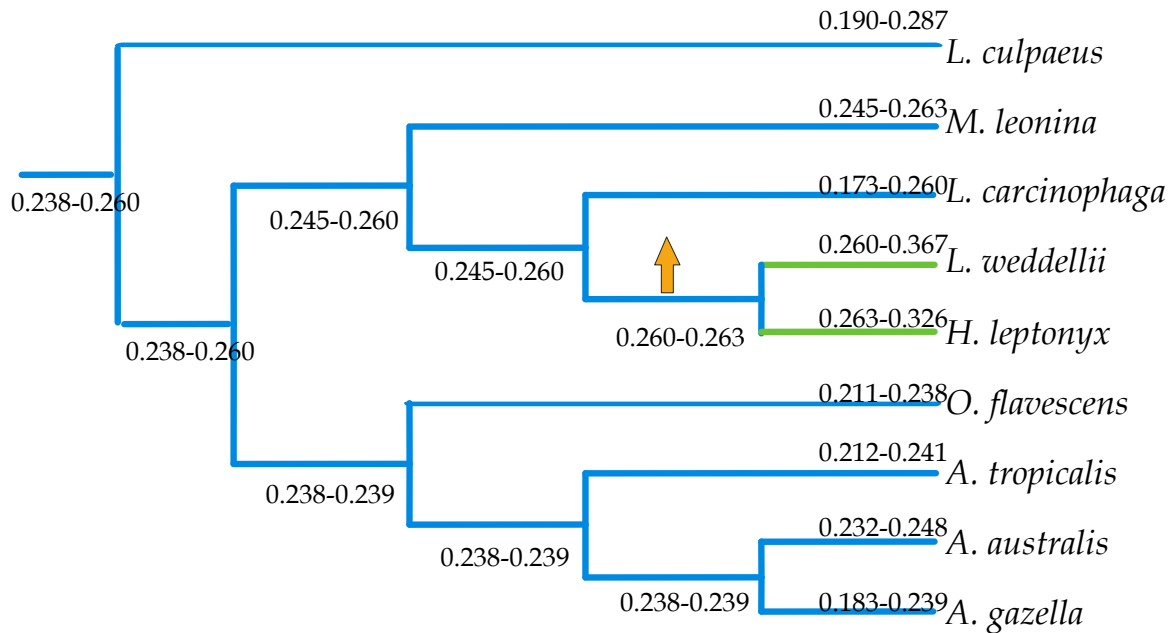 0.190-0.287
L. culpaeus
0.245-0.263
M. leonina
0.238-0.260
0.245-0.260
0.173-0.260
L. carcinophaga
0.245-0.260
0.260-0.367
L. weddellii
0.260-0.263
0.263-0.326
H. leptonyx
0.238-0.260
0.211-0.238
O. flavescens
0.238-0.239
0.212-0.241
A. tropicalis
0.238-0.239
0.232-0.248
A. australis
0.238-0.239
0.183-0.239
A. gazella